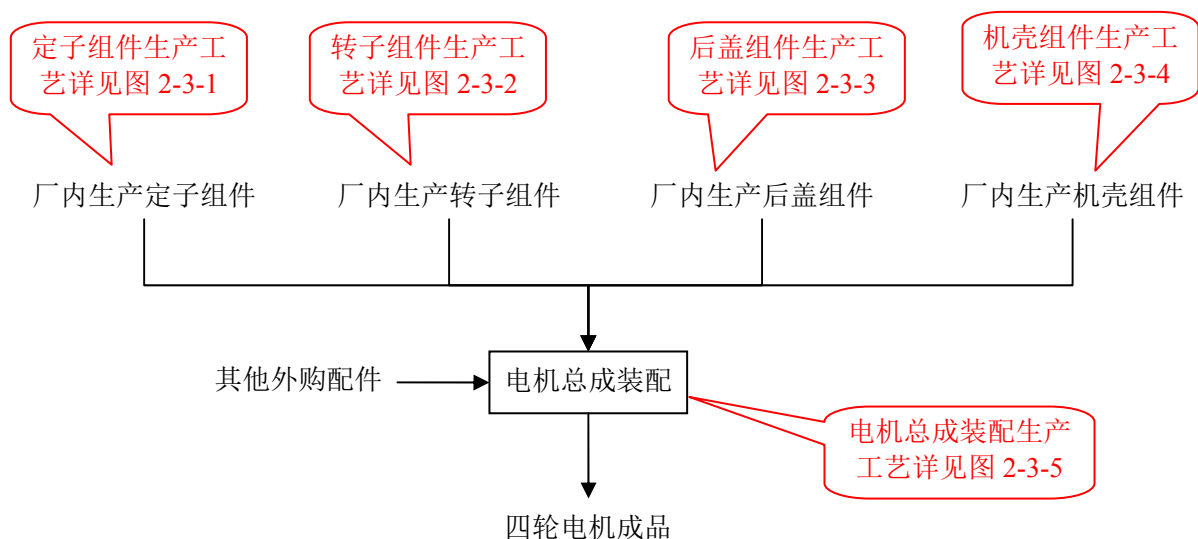 定子组件生产工
艺详见图 2-3-1
转子组件生产工
艺详见图 2-3-2
后盖组件生产工
艺详见图 2-3-3
机壳组件生产工
艺详见图 2-3-4
厂内生产定子组件
厂内生产转子组件
厂内生产后盖组件
厂内生产机壳组件
其他外购配件
电机总成装配
电机总成装配生产
工艺详见图 2-3-5
四轮电机成品